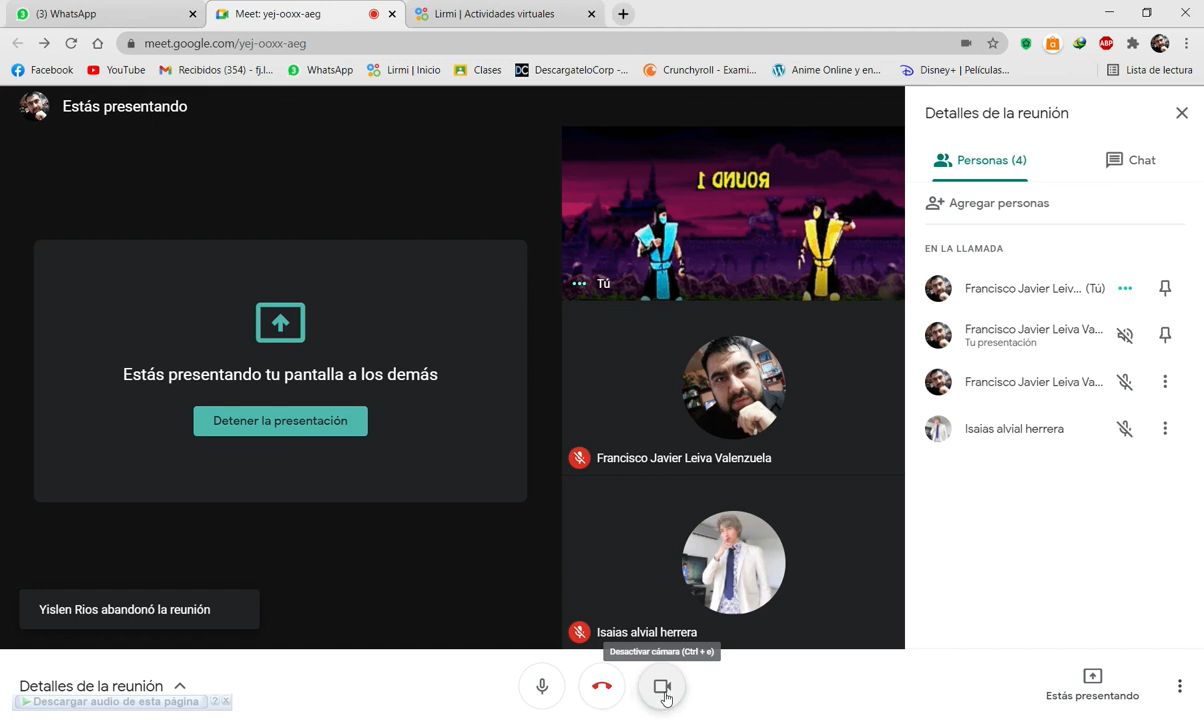 (3) WhatsApp
Meet: yej-ooxx-aeg
Lirmi | Actividades virtuales
meet.google.com/yej-ooxx-aeg
ABP
Facebook
YouTube
Recibidos (354) - fj.l...
WhatsApp
Lirmi | Inicio
Clases
DescargateloCorp -...
Crunchyroll - Exami...
Anime Online y en...
Disney+ | Películas...
Lista de lectura
Estás presentando
ROUND 1
Tú
Estás presentando tu pantalla a los demás
Detener la presentación
Francisco Javier Leiva Valenzuela
Isaias alvial herrera
Yislen Rios abandonó la reunión
Desactivar cámara (Ctrl + e)
Detalles de la reunión
Personas (4)
Chat
Agregar personas
EN LA LLAMADA
Francisco Javier Leiv... (Tú)
Francisco Javier Leiva Va...
Tu presentación
Francisco Javier Leiva Va...
Isaias alvial herrera
Detalles de la reunión
Descargar audio de esta página ? x
Estás presentando